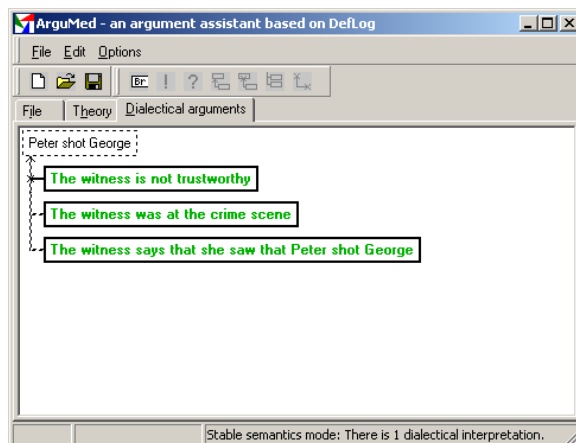 ArguMed - an argument assistant based on DefLog
File Edit Options
Br ! ?
File Theory Dialectical arguments
Peter shot George
The witness is not trustworthy
The witness was at the crime scene
The witness says that she saw that Peter shot George
Stable semantics mode: There is 1 dialectical interpretation.